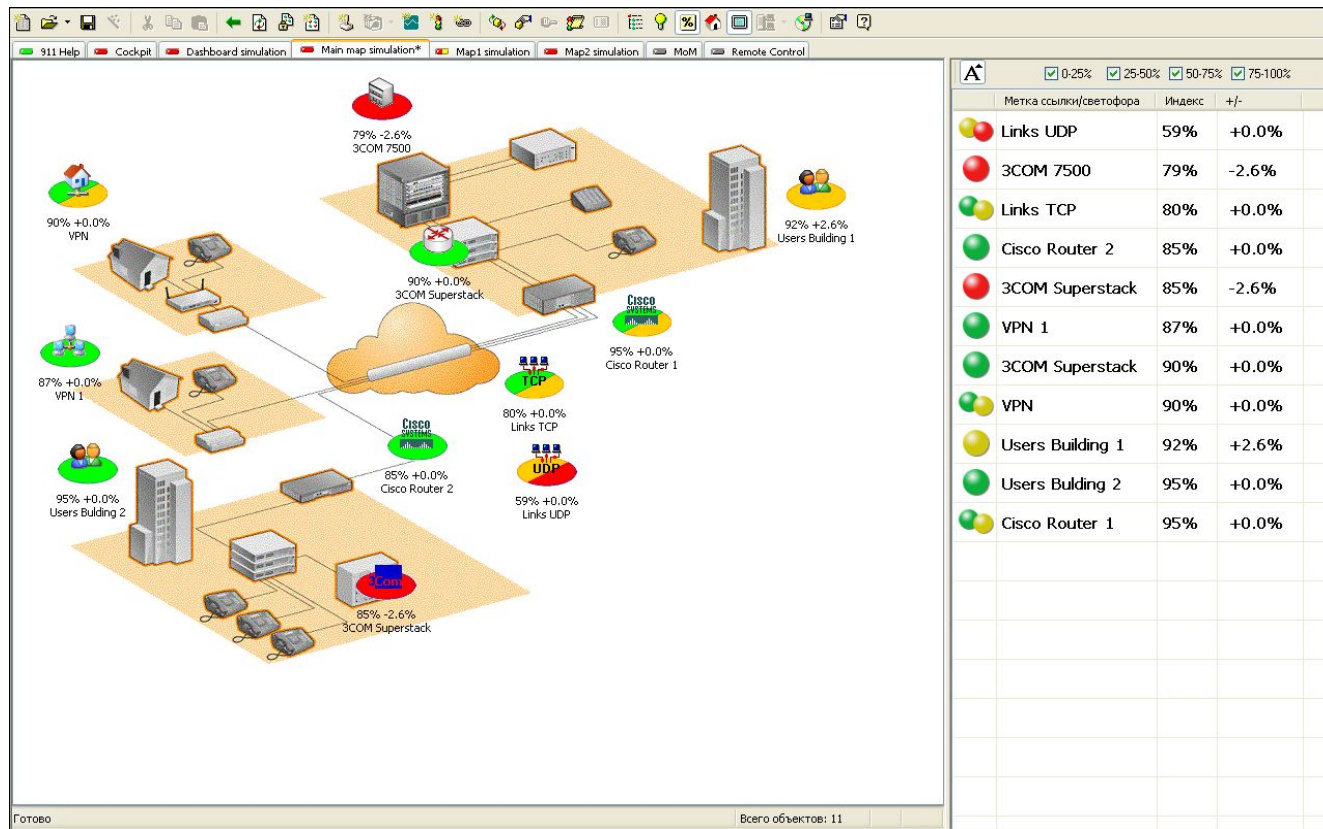 911 Help Cockpit Dashboard simulation Main map simulation* Map1 simulation Map2 simulation MoM Remote Control
79% -2.6%
3COM 7500
90% +0.0%
VPN
92% +2.6%
Users Building 1
90% +0.0%
3COM Superstack
CISCO
SYSTEMS
95% +0.0%
Cisco Router 1
87% +0.0%
VPN 1
TCP
80% +0.0%
Links TCP
CISCO
SYSTEMS
85% +0.0%
Cisco Router 2
UDP
59% +0.0%
Links UDP
95% +0.0%
Users Bulding 2
3Com
85% -2.6%
3COM Superstack
Готово Всего объектов: 11
A 0-25% 25-50% 50-75% 75-100%
Метка ссылки/светофора Индекс +/-
Links UDP 59% +0.0%
3COM 7500 79% -2.6%
Links TCP 80% +0.0%
Cisco Router 2 85% +0.0%
3COM Superstack 85% -2.6%
VPN 1 87% +0.0%
3COM Superstack 90% +0.0%
VPN 90% +0.0%
Users Building 1 92% +2.6%
Users Bulding 2 95% +0.0%
Cisco Router 1 95% +0.0%